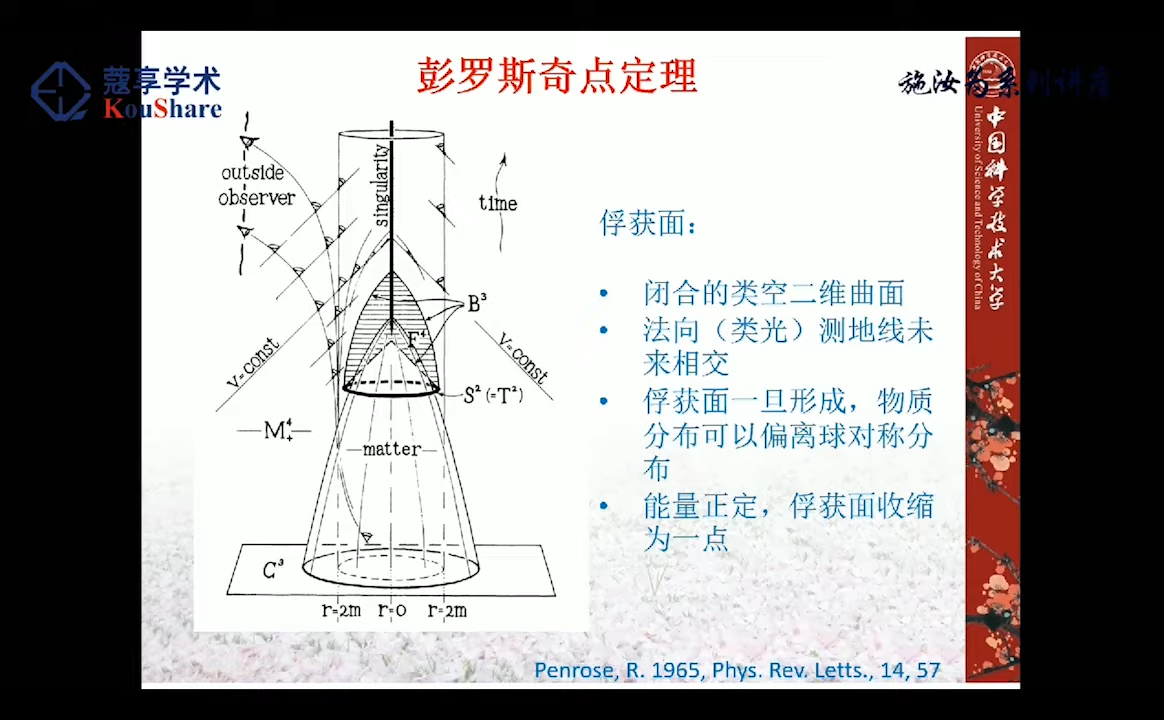 彭罗斯奇点定理
蔻享学术
KouShare
施汝为系列讲座
中国科学技术大学
University of Science and Technology of China
outside
observer
singularity
time
B³
F⁴
v=const
v=const
S²(=T²)
M⁴₊
matter
C³
r=2m r=0 r=2m
俘获面：
• 闭合的类空二维曲面
• 法向（类光）测地线未
来相交
• 俘获面一旦形成，物质
分布可以偏离球对称分
布
• 能量正定，俘获面收缩
为一点
Penrose, R. 1965, Phys. Rev. Letts., 14, 57